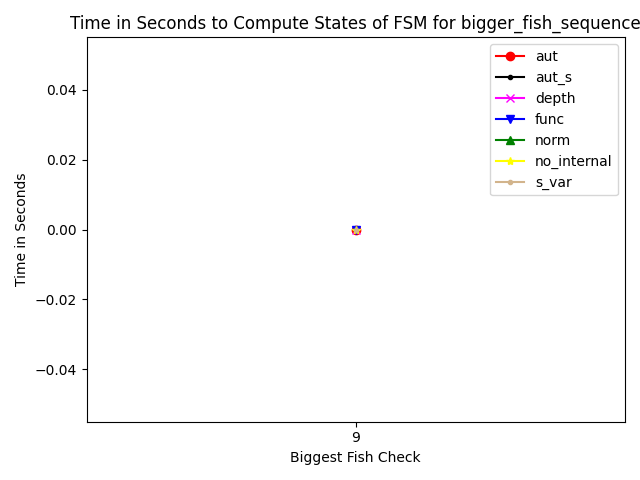 Time in Seconds to Compute States of FSM for bigger_fish_sequence
aut
aut_s
depth
func
norm
no_internal
s_var
0.04
0.02
0.00
−0.02
−0.04
Time in Seconds
9
Biggest Fish Check